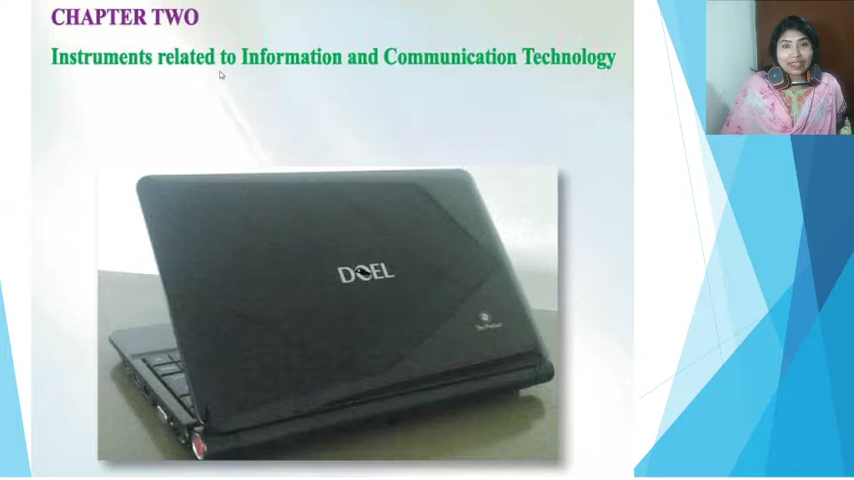 CHAPTER TWO
Instruments related to Information and Communication Technology
DOEL